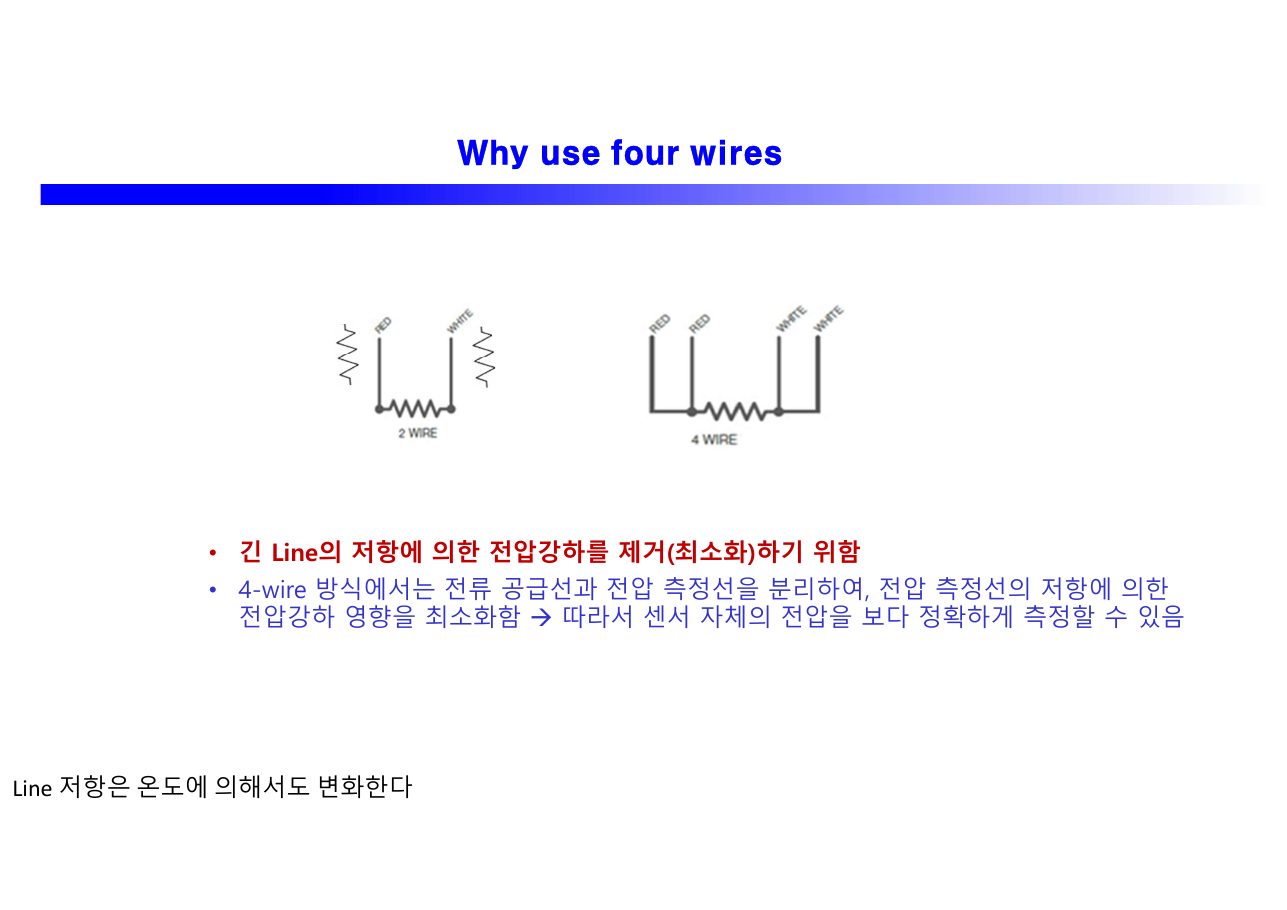 Why use four wires
RED
WHITE
2 WIRE
RED
RED
WHITE
WHITE
4 WIRE
• 긴 Line의 저항에 의한 전압강하를 제거(최소화)하기 위함
• 4-wire 방식에서는 전류 공급선과 전압 측정선을 분리하여, 전압 측정선의 저항에 의한
전압강하 영향을 최소화함 → 따라서 센서 자체의 전압을 보다 정확하게 측정할 수 있음
Line 저항은 온도에 의해서도 변화한다